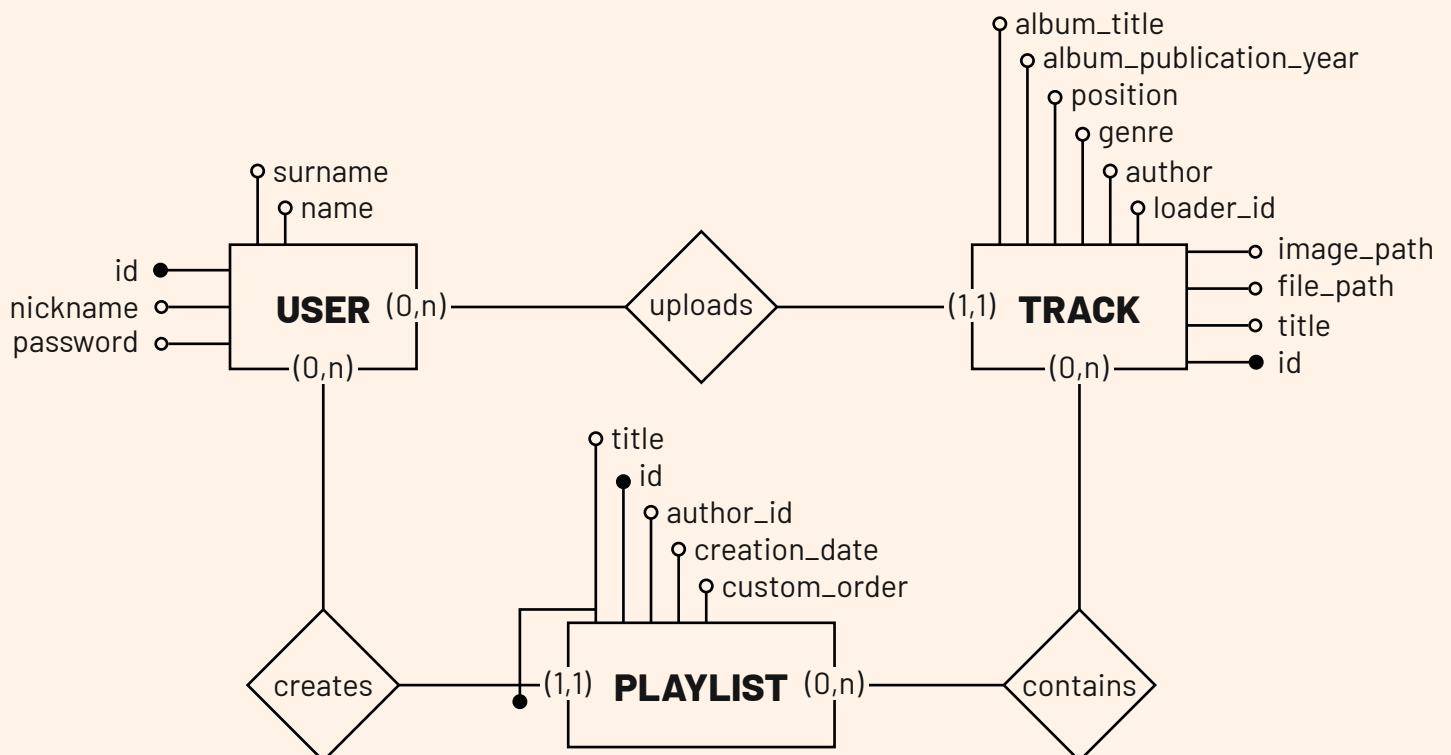 album_title
album_publication_year
position
genre
author
loader_id
surname
name
id
nickname
password
USER
(0,n)
(0,n)
uploads
(1,1)
TRACK
(0,n)
image_path
file_path
title
id
title
id
author_id
creation_date
custom_order
creates
(1,1)
PLAYLIST
(0,n)
contains